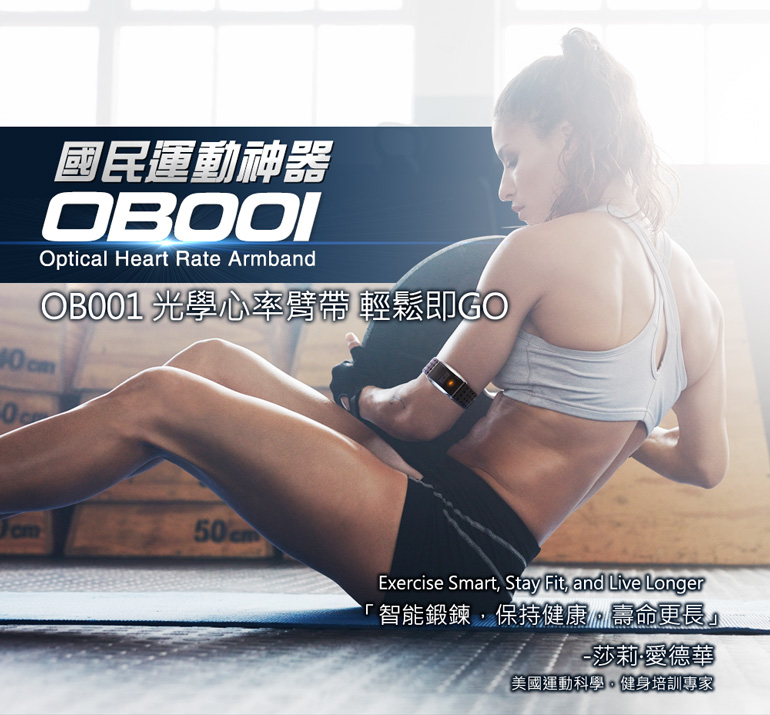 國民運動神器
OB001
Optical Heart Rate Armband
OB001 光學心率臂帶 輕鬆即GO
40cm
0cm
0cm
50cm
Exercise Smart, Stay Fit, and Live Longer
「智能鍛鍊，保持健康，壽命更長」
-莎莉·愛德華
美國運動科學，健身培訓專家